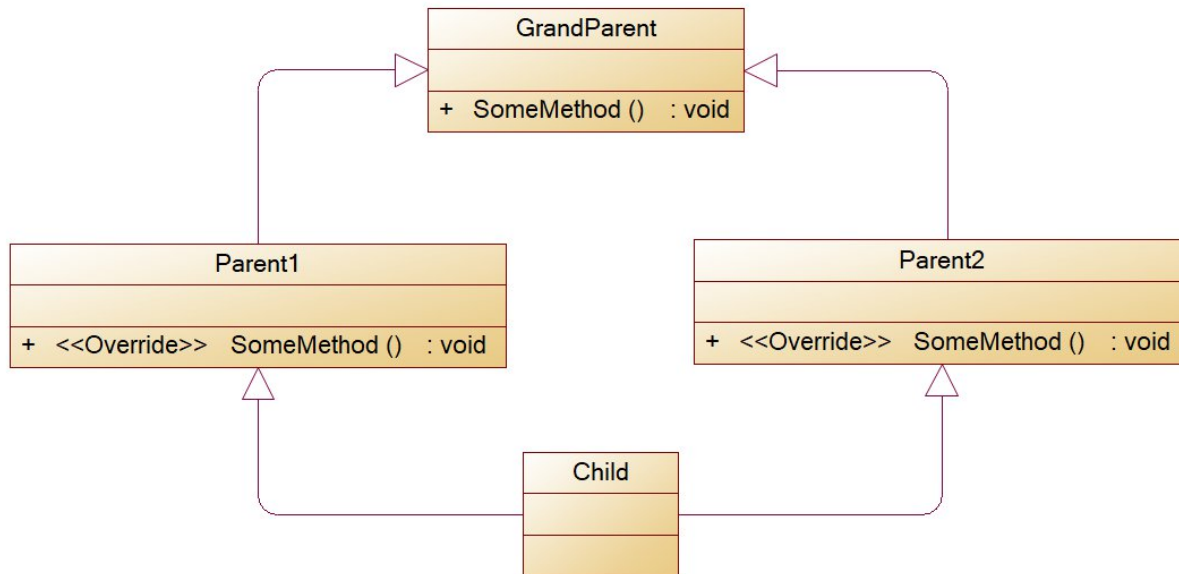 GrandParent
+ SomeMethod () : void
Parent1
+ <<Override>> SomeMethod () : void
Parent2
+ <<Override>> SomeMethod () : void
Child